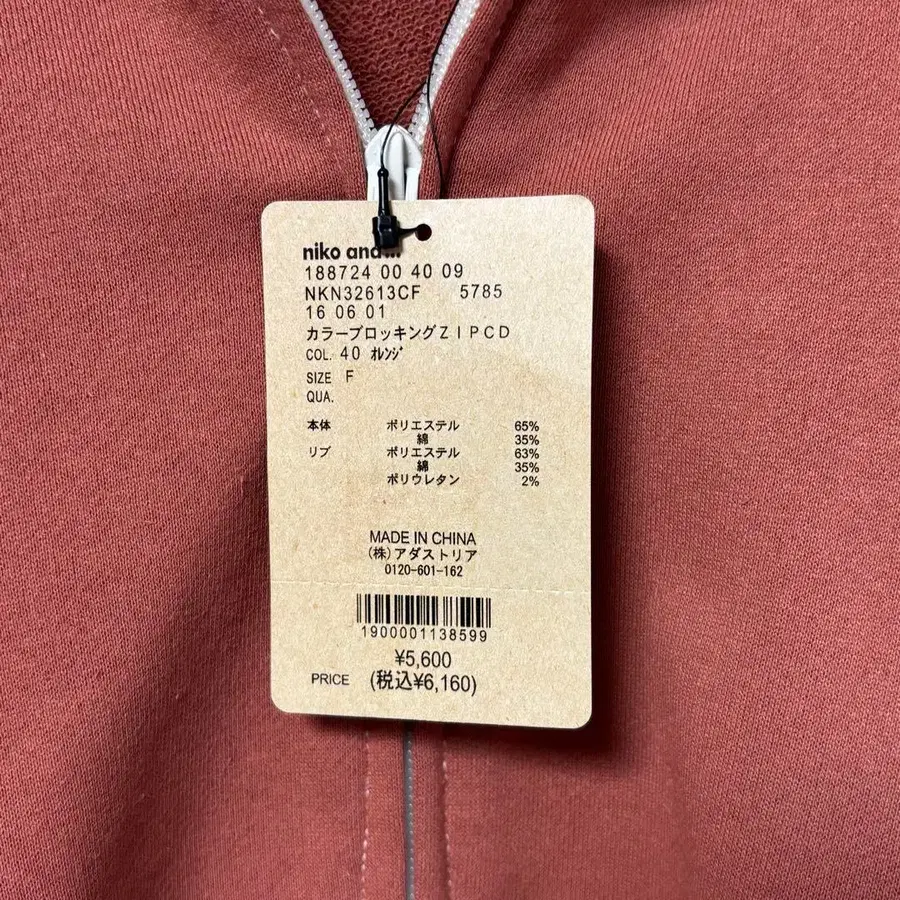 niko and...
188724 00 40 09
NKN32613CF 5785
16 06 01
カラーブロッキングZIPCD
COL. 40 ｵﾚﾝｼﾞ
SIZE F
QUA.
本体 ポリエステル 65%
綿 35%
リブ ポリエステル 63%
綿 35%
ポリウレタン 2%
MADE IN CHINA
(株)アダストリア
0120-601-162
1900001138599
¥5,600
PRICE (税込¥6,160)